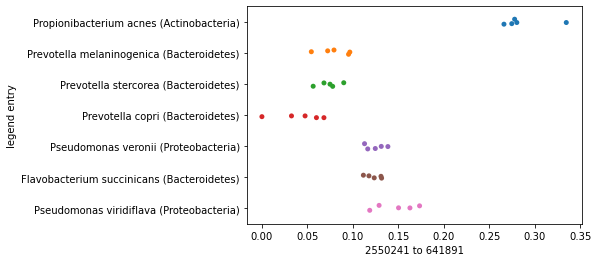 Propionibacterium acnes (Actinobacteria)
Prevotella melaninogenica (Bacteroidetes)
Prevotella stercorea (Bacteroidetes)
Prevotella copri (Bacteroidetes)
Pseudomonas veronii (Proteobacteria)
Flavobacterium succinicans (Bacteroidetes)
Pseudomonas viridiflava (Proteobacteria)
legend entry
0.00 0.05 0.10 0.15 0.20 0.25 0.30 0.35
2550241 to 641891